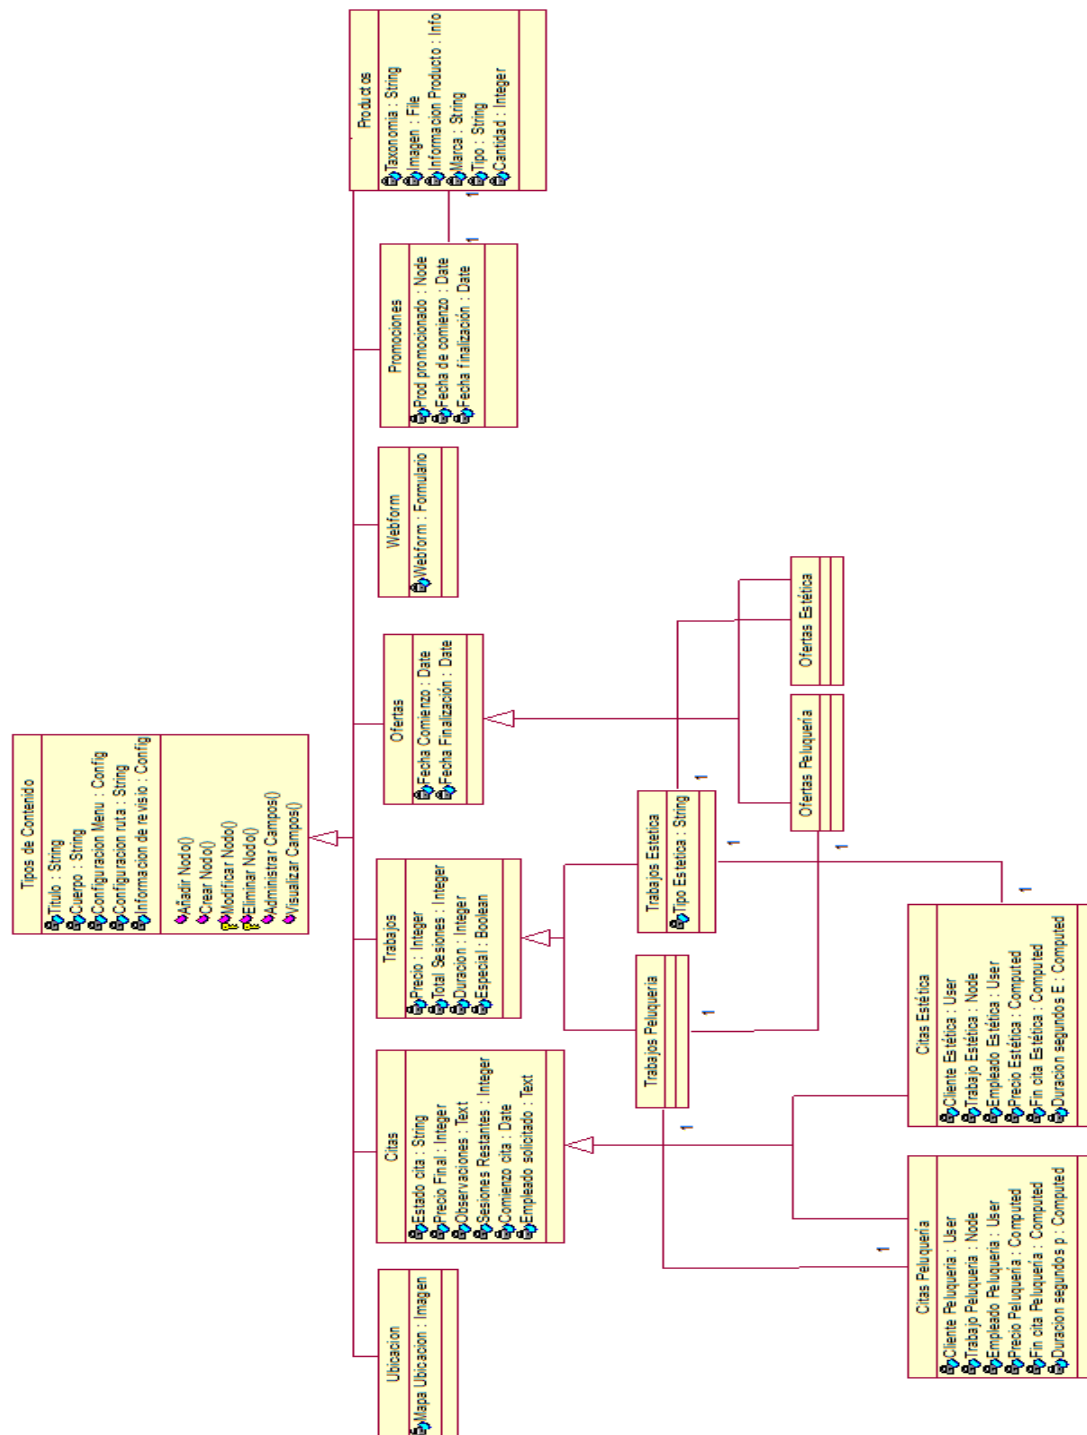 Tipos de Contenido
Titulo : String
Cuerpo : String
Configuracion Menu : Config
Configuracion ruta : String
Informacion de revisio : Config
Añadir Nodo()
Crear Nodo()
Modificar Nodo()
Eliminar Nodo()
Administrar Campos()
Visualizar Campos()
Ubicacion
Mapa Ubicacion : Imagen
Citas
Estado cita : String
Precio Final : Integer
Observaciones : Text
Sesiones Restantes : Integer
Comienzo cita : Date
Empleado solicitado : Text
Trabajos
Precio : Integer
Total Sesiones : Integer
Duracion : Integer
Especial : Boolean
Ofertas
Fecha Comienzo : Date
Fecha Finalización : Date
Webform
Webform : Formulario
Promociones
Prod promocionado : Node
Fecha de comienzo : Date
Fecha finalización : Date
1
1
Productos
Taxonomia : String
Imagen : File
Informacion Producto : Info
Marca : String
Tipo : String
Cantidad : Integer
Trabajos Peluqueria
1
1
Trabajos Estetica
Tipo Estetica : String
1
1
Ofertas Peluquería
1
Ofertas Estética
Citas Peluquería
Cliente Peluqueria : User
Trabajo Peluqueria : Node
Empleado Peluqueria : User
Precio Peluquería : Computed
Fin cita Peluquería : Computed
Duracion segundos p : Computed
1
Citas Estética
Cliente Estética : User
Trabajo Estética : Node
Empleado Estética : User
Precio Estética : Computed
Fin cita Estética : Computed
Duracion segundos E : Computed
1